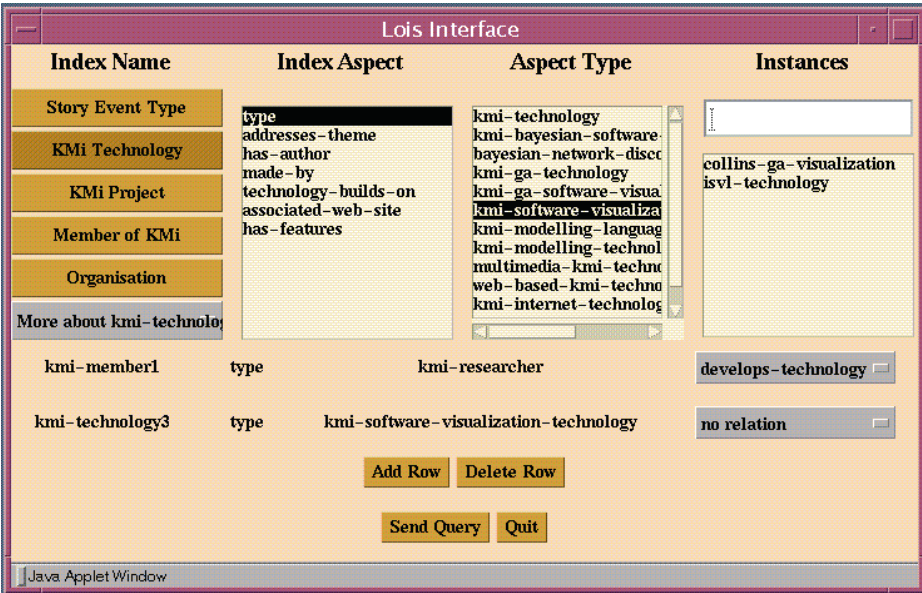 Lois Interface
Index Name Index Aspect Aspect Type Instances
Story Event Type
KMi Technology
KMi Project
Member of KMi
Organisation
More about kmi-technolo
type
addresses-theme
has-author
made-by
technology-builds-on
associated-web-site
has-features
kmi-technology
kmi-bayesian-software-
bayesian-network-disco
kmi-ga-technology
kmi-ga-software-visual
kmi-software-visualiza
kmi-modelling-languag
kmi-modelling-technol
multimedia-kmi-techno
web-based-kmi-techno
kmi-internet-technolog
collins-ga-visualization
isvl-technology
kmi-member1 type kmi-researcher develops-technology
kmi-technology3 type kmi-software-visualization-technology no relation
Add Row Delete Row
Send Query Quit
Java Applet Window